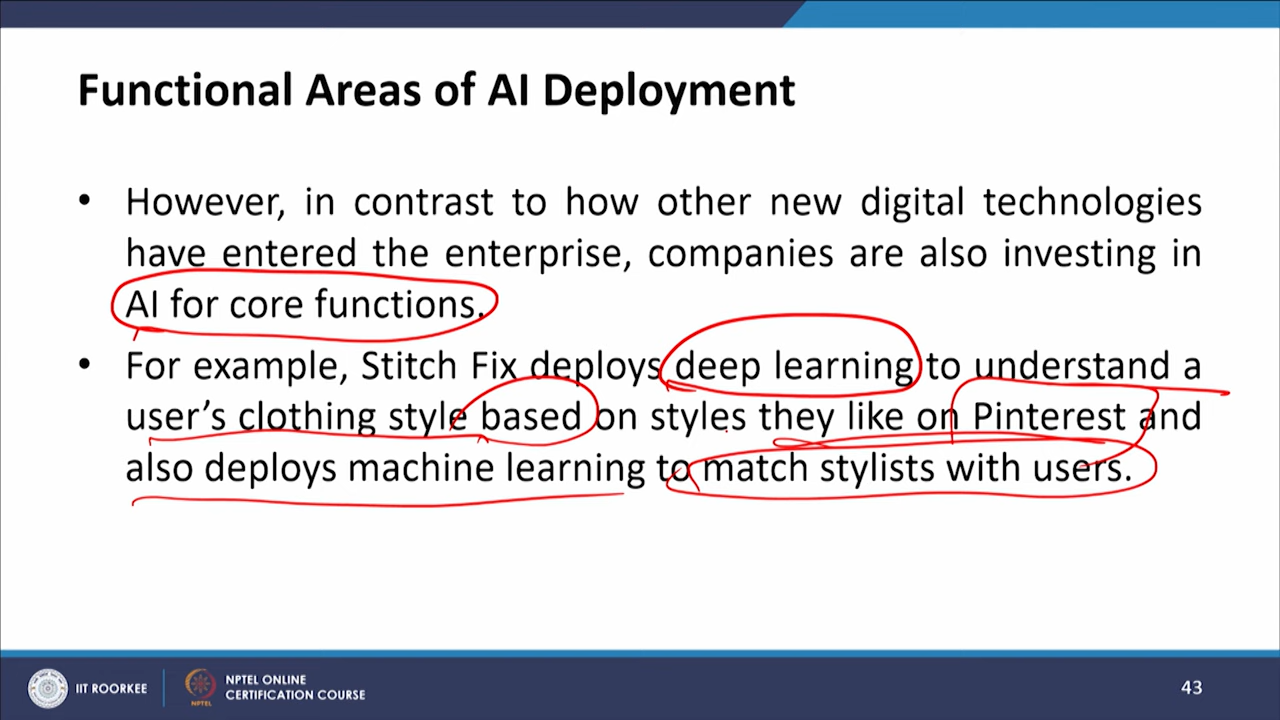 Functional Areas of AI Deployment
• However, in contrast to how other new digital technologies
have entered the enterprise, companies are also investing in
AI for core functions.
• For example, Stitch Fix deploys deep learning to understand a
user’s clothing style based on styles they like on Pinterest and
also deploys machine learning to match stylists with users.
IIT ROORKEE
NPTEL
NPTEL ONLINE
CERTIFICATION COURSE
43